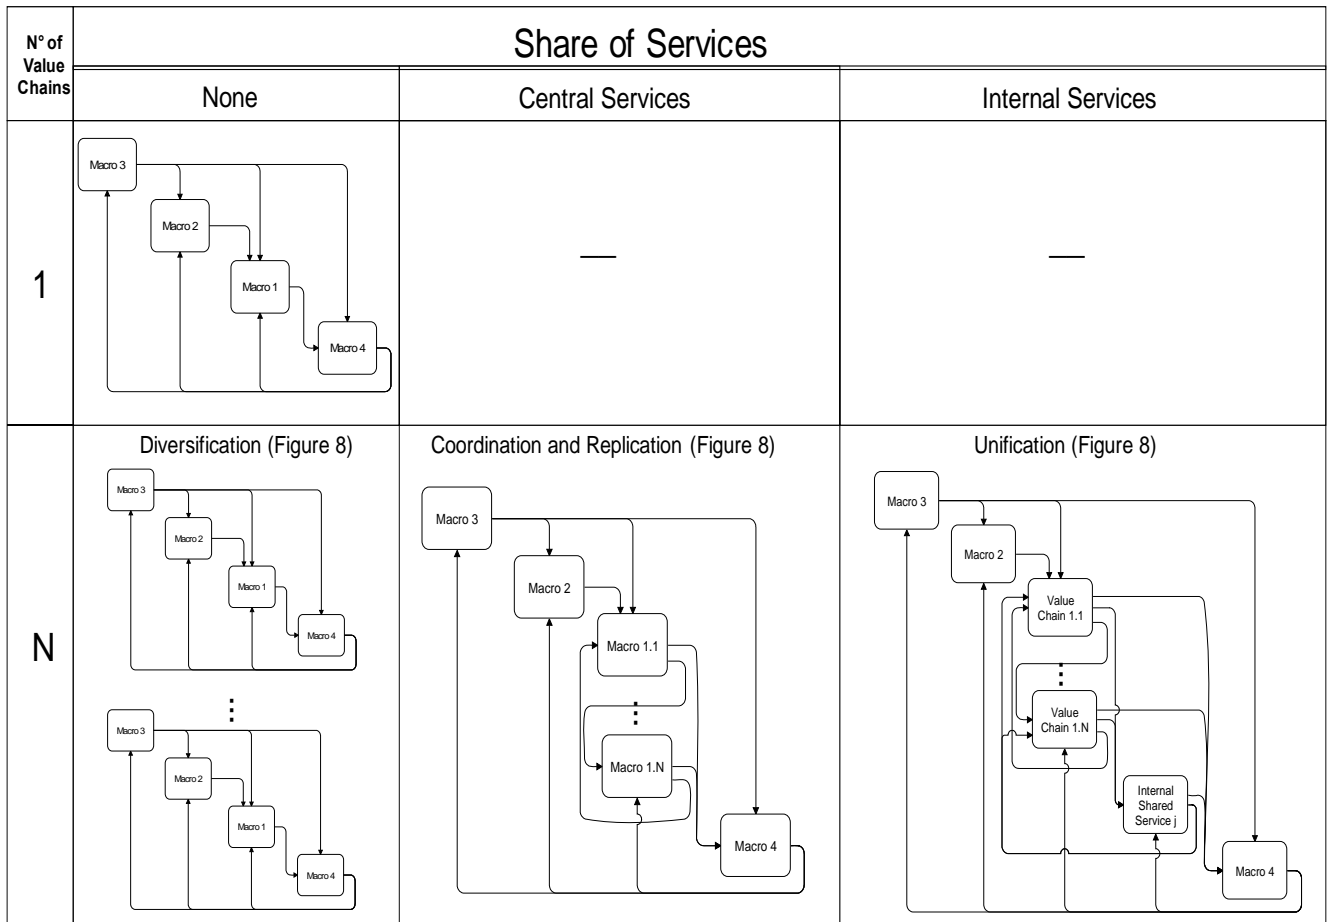 N° of
Value
Chains
Share of Services
None
Central Services
Internal Services
1
Macro 3
Macro 2
Macro 1
Macro 4
—
—
N
Diversification (Figure 8)
Macro 3
Macro 2
Macro 1
Macro 4
⋮
Macro 3
Macro 2
Macro 1
Macro 4
Coordination and Replication (Figure 8)
Macro 3
Macro 2
Macro 1.1
⋮
Macro 1.N
Macro 4
Unification (Figure 8)
Macro 3
Macro 2
Value
Chain 1.1
⋮
Value
Chain 1.N
Internal
Shared
Service j
Macro 4